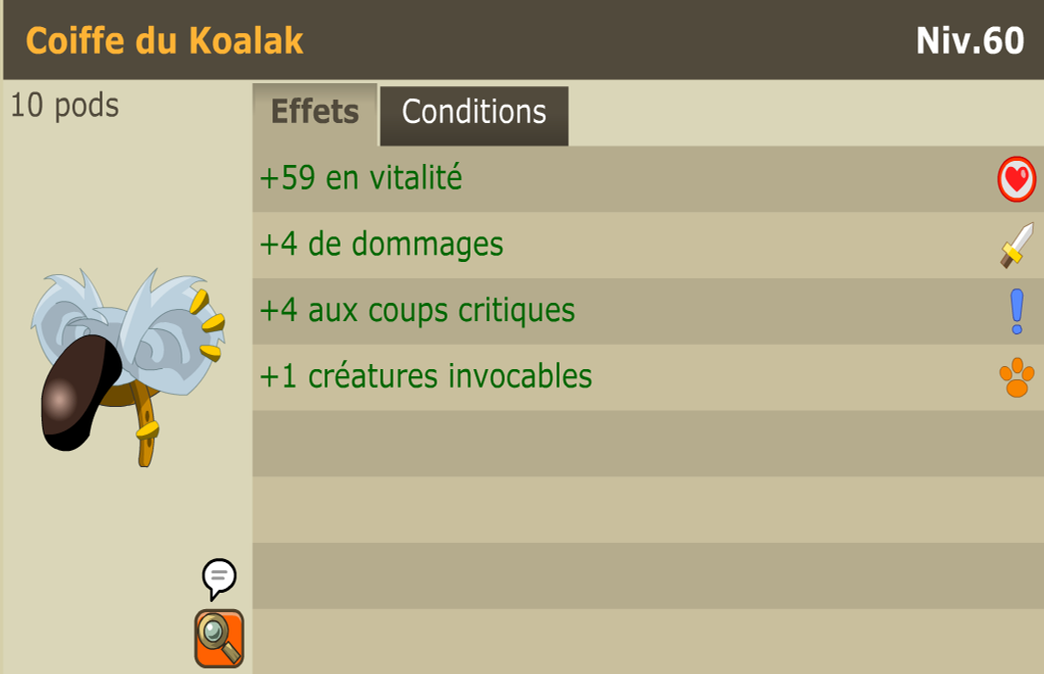 Coiffe du Koalak
Niv.60
10 pods
Effets
Conditions
+59 en vitalité
+4 de dommages
+4 aux coups critiques
+1 créatures invocables